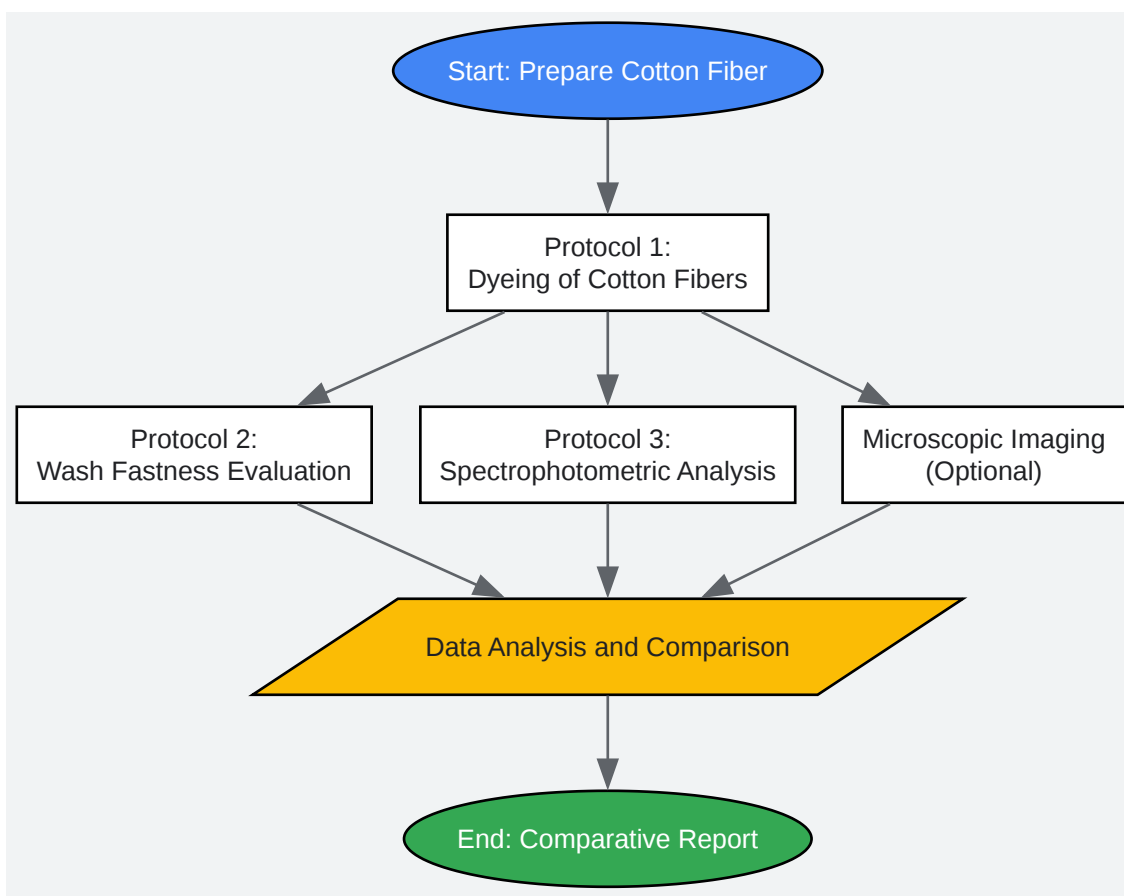 Start: Prepare Cotton Fiber
Protocol 1:
Dyeing of Cotton Fibers
Protocol 2:
Wash Fastness Evaluation
Protocol 3:
Spectrophotometric Analysis
Microscopic Imaging
(Optional)
Data Analysis and Comparison
End: Comparative Report